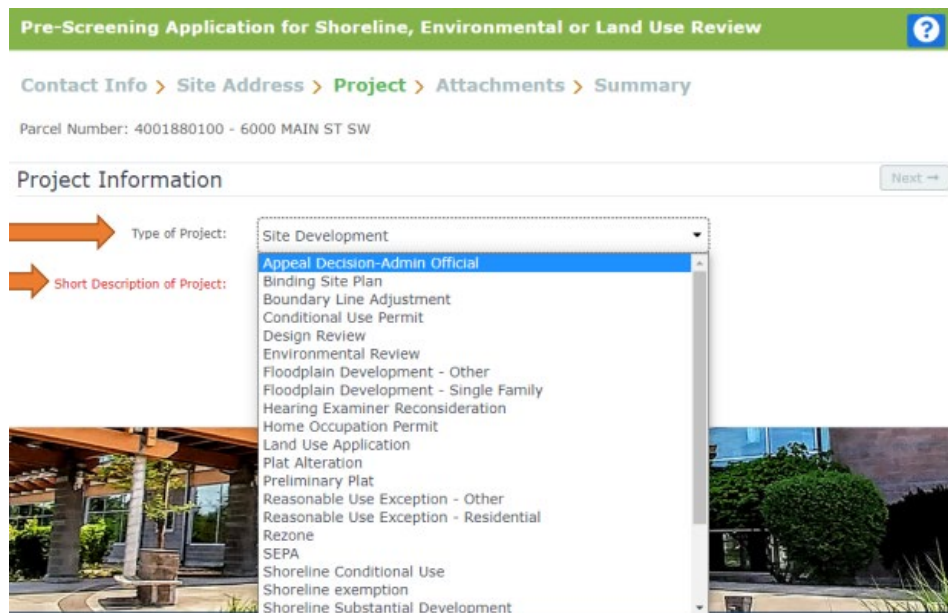 Pre-Screening Application for Shoreline, Environmental or Land Use Review
?
Contact Info > Site Address > Project > Attachments > Summary
Parcel Number: 4001880100 - 6000 MAIN ST SW
Project Information
Next →
Type of Project:
Site Development
Appeal Decision-Admin Official
Binding Site Plan
Short Description of Project:
Boundary Line Adjustment
Conditional Use Permit
Design Review
Environmental Review
Floodplain Development - Other
Floodplain Development - Single Family
Hearing Examiner Reconsideration
Home Occupation Permit
Land Use Application
Plat Alteration
Preliminary Plat
Reasonable Use Exception - Other
Reasonable Use Exception - Residential
Rezone
SEPA
Shoreline Conditional Use
Shoreline exemption
Shoreline Substantial Development